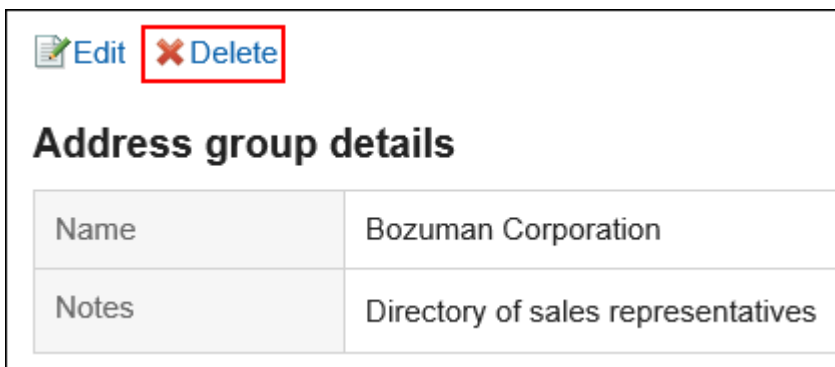 Edit Delete
Address group details
Name Bozuman Corporation
Notes Directory of sales representatives